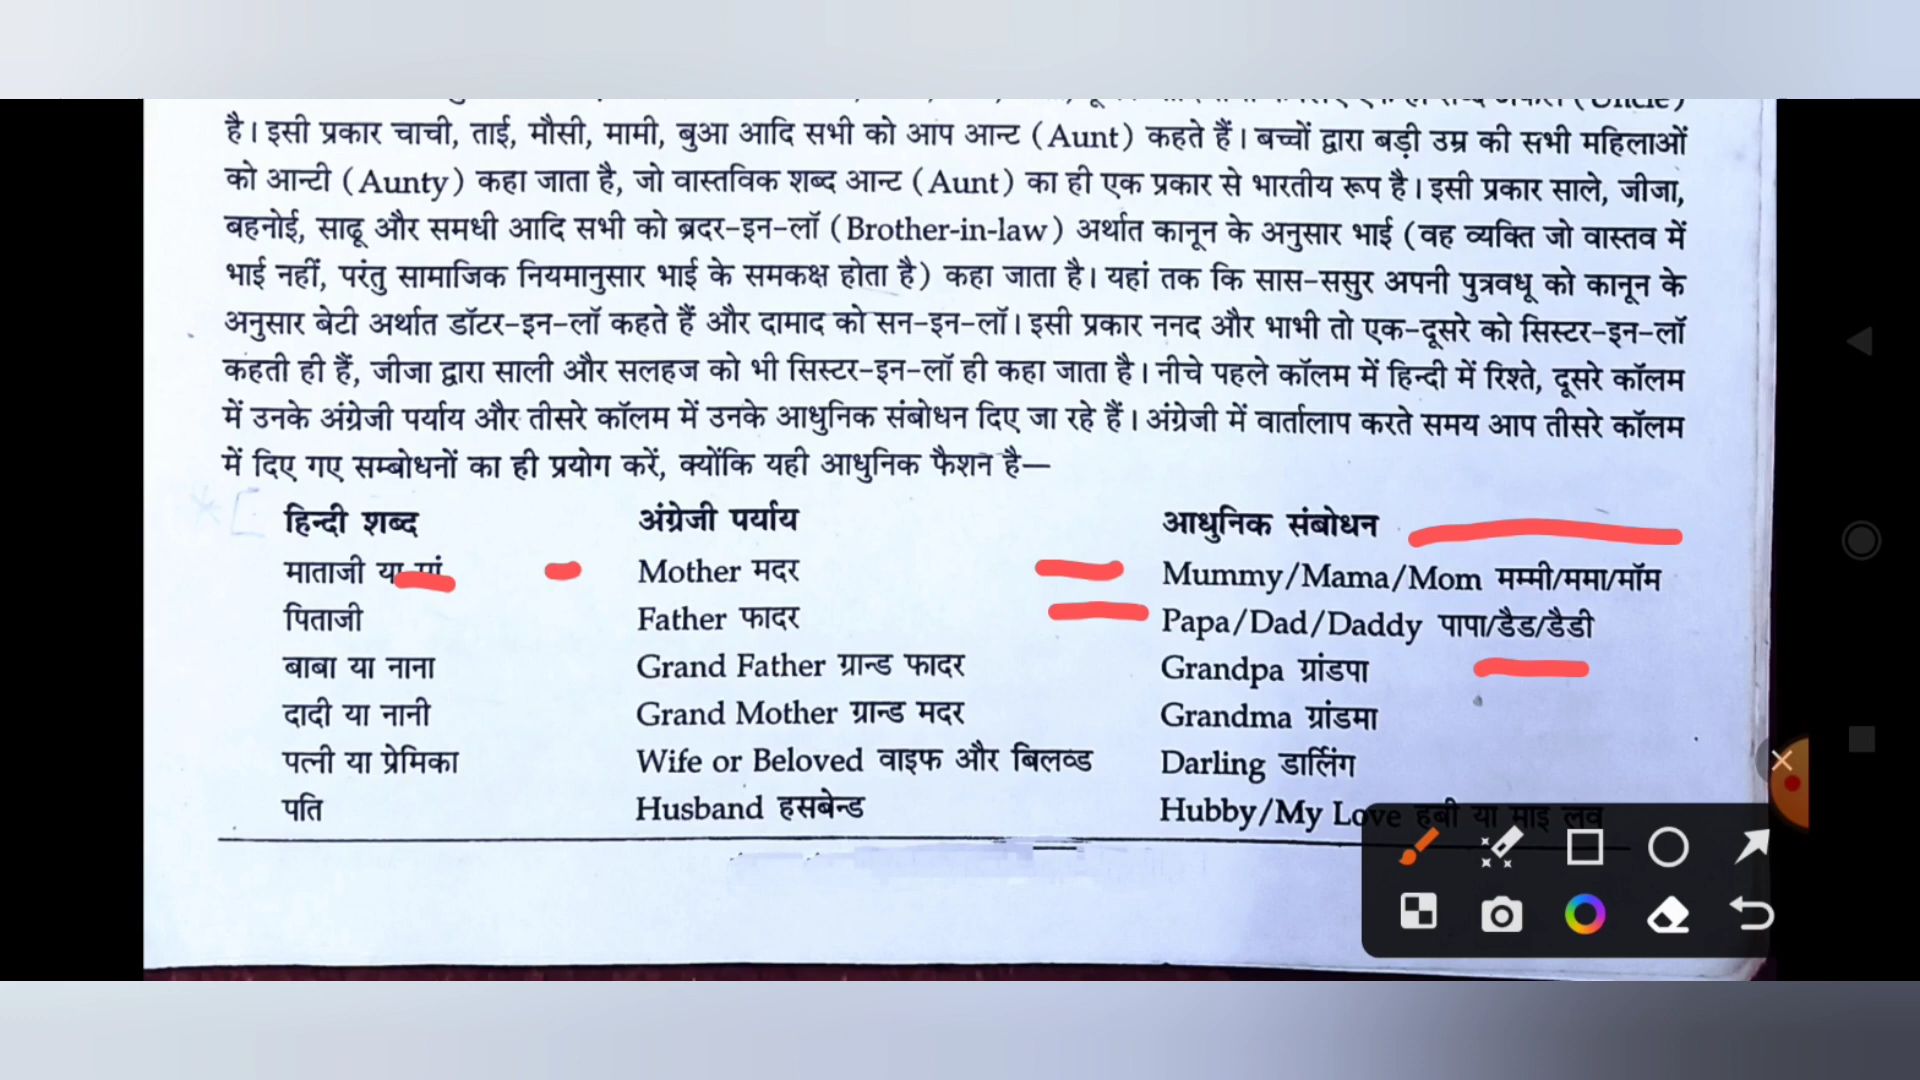 (Uncle)
है। इसी प्रकार चाची, ताई, मौसी, मामी, बुआ आदि सभी को आप आन्ट (Aunt) कहते हैं। बच्चों द्वारा बड़ी उम्र की सभी महिलाओं
को आन्टी (Aunty) कहा जाता है, जो वास्तविक शब्द आन्ट (Aunt) का ही एक प्रकार से भारतीय रूप है। इसी प्रकार साले, जीजा,
बहनोई, साढू और समधी आदि सभी को ब्रदर-इन-लॉ (Brother-in-law) अर्थात कानून के अनुसार भाई (वह व्यक्ति जो वास्तव में
भाई नहीं, परंतु सामाजिक नियमानुसार भाई के समकक्ष होता है) कहा जाता है। यहां तक कि सास-ससुर अपनी पुत्रवधू को कानून के
अनुसार बेटी अर्थात डॉटर-इन-लॉ कहते हैं और दामाद को सन-इन-लॉ। इसी प्रकार ननद और भाभी तो एक-दूसरे को सिस्टर-इन-लॉ
कहती ही हैं, जीजा द्वारा साली और सलहज को भी सिस्टर-इन-लॉ ही कहा जाता है। नीचे पहले कॉलम में हिन्दी में रिश्ते, दूसरे कॉलम
में उनके अंग्रेजी पर्याय और तीसरे कॉलम में उनके आधुनिक संबोधन दिए जा रहे हैं। अंग्रेजी में वार्तालाप करते समय आप तीसरे कॉलम
में दिए गए सम्बोधनों का ही प्रयोग करें, क्योंकि यही आधुनिक फैशन है—
हिन्दी शब्द अंग्रेजी पर्याय आधुनिक संबोधन
माताजी या मां Mother मदर Mummy/Mama/Mom मम्मी/ममा/मॉम
पिताजी Father फादर Papa/Dad/Daddy पापा/डैड/डैडी
बाबा या नाना Grand Father ग्रान्ड फादर Grandpa ग्रांडपा
दादी या नानी Grand Mother ग्रान्ड मदर Grandma ग्रांडमा
पत्नी या प्रेमिका Wife or Beloved वाइफ और बिलव्ड Darling डार्लिंग
पति Husband हसबेन्ड Hubby/My Love हबी या माइ लव